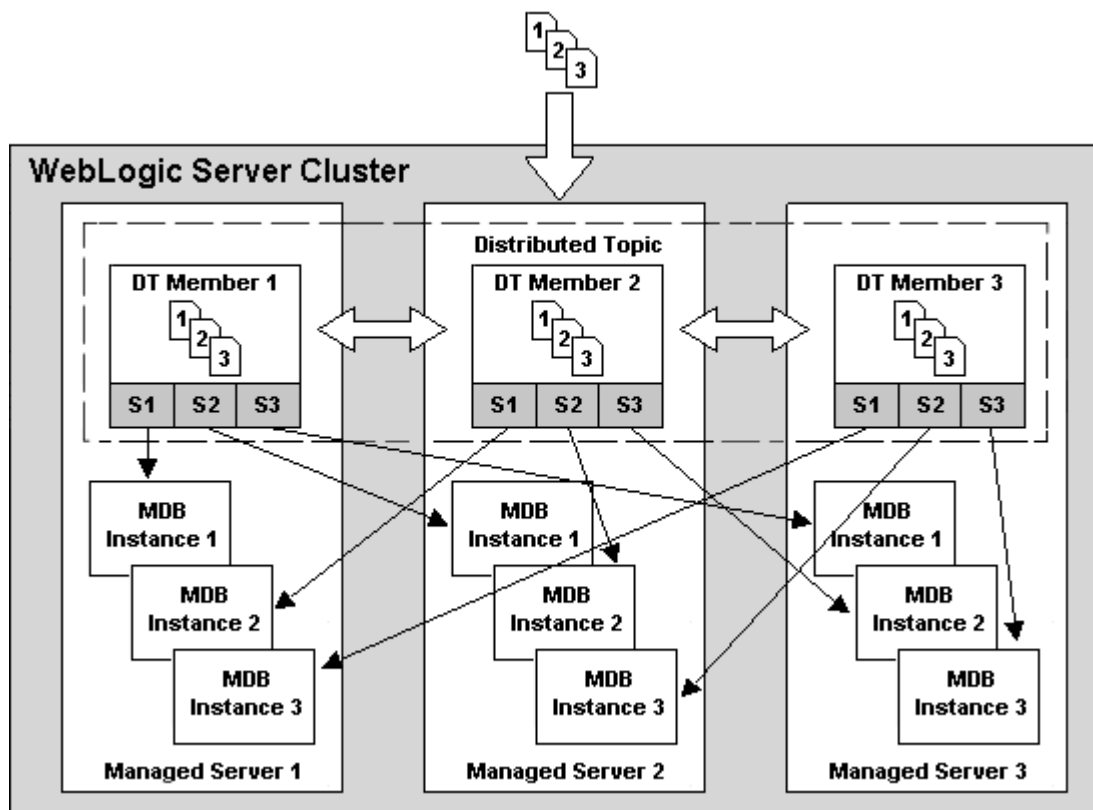 1
2
3
WebLogic Server Cluster
Distributed Topic
DT Member 1
1
2
3
S1 S2 S3
DT Member 2
1
2
3
S1 S2 S3
DT Member 3
1
2
3
S1 S2 S3
MDB
Instance 1
MDB
Instance 2
MDB
Instance 3
Managed Server 1
MDB
Instance 1
MDB
Instance 2
MDB
Instance 3
Managed Server 2
MDB
Instance 1
MDB
Instance 2
MDB
Instance 3
Managed Server 3